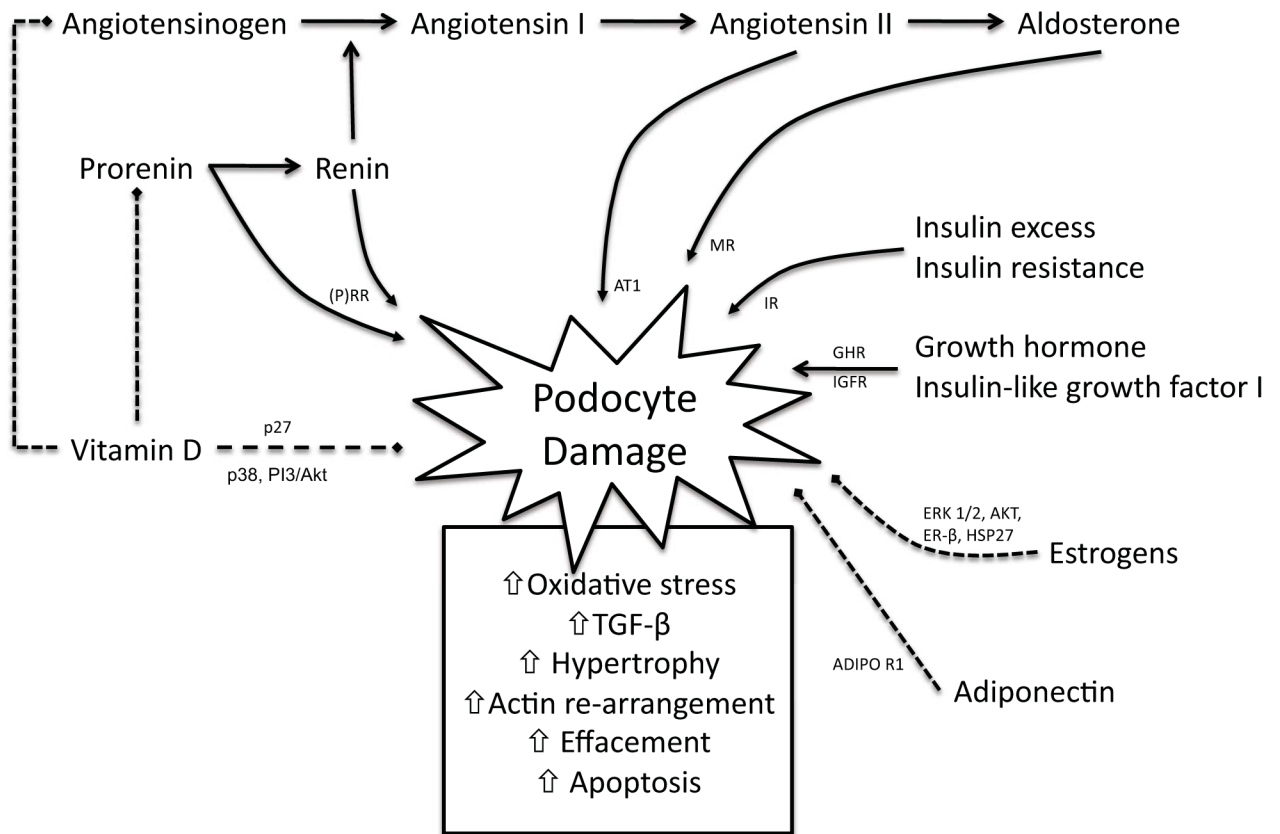 Angiotensinogen
Angiotensin I
Angiotensin II
Aldosterone
Prorenin
Renin
(P)RR
AT1
MR
Insulin excess
Insulin resistance
IR
GHR
IGFR
Growth hormone
Insulin-like growth factor I
Podocyte
Damage
Vitamin D
p27
p38, PI3/Akt
ERK 1/2, AKT,
ER-β, HSP27
Estrogens
ADIPO R1
Adiponectin
⇧Oxidative stress
⇧TGF-β
⇧ Hypertrophy
⇧Actin re-arrangement
⇧ Effacement
⇧ Apoptosis